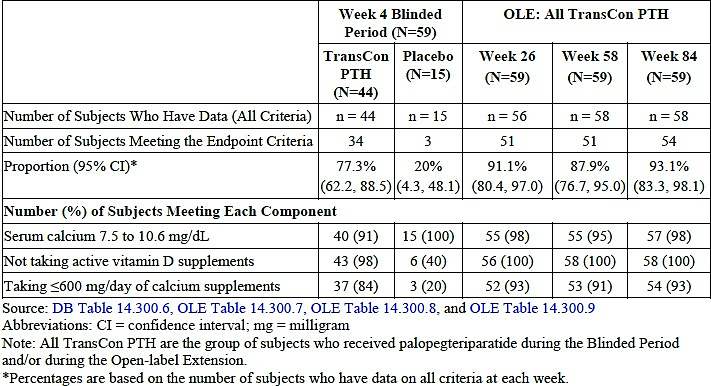 Week 4 Blinded Period (N=59) OLE: All TransCon PTH
TransCon PTH (N=44) Placebo (N=15) Week 26 (N=59) Week 58 (N=59) Week 84 (N=59)
Number of Subjects Who Have Data (All Criteria) n = 44 n = 15 n = 56 n = 58 n = 58
Number of Subjects Meeting the Endpoint Criteria 34 3 51 51 54
Proportion (95% CI)* 77.3% (62.2, 88.5) 20% (4.3, 48.1) 91.1% (80.4, 97.0) 87.9% (76.7, 95.0) 93.1% (83.3, 98.1)
Number (%) of Subjects Meeting Each Component
Serum calcium 7.5 to 10.6 mg/dL 40 (91) 15 (100) 55 (98) 55 (95) 57 (98)
Not taking active vitamin D supplements 43 (98) 6 (40) 56 (100) 58 (100) 58 (100)
Taking ≤600 mg/day of calcium supplements 37 (84) 3 (20) 52 (93) 53 (91) 54 (93)
Source: DB Table 14.300.6, OLE Table 14.300.7, OLE Table 14.300.8, and OLE Table 14.300.9
Abbreviations: CI = confidence interval; mg = milligram
Note: All TransCon PTH are the group of subjects who received palopegteriparatide during the Blinded Period
and/or during the Open-label Extension.
*Percentages are based on the number of subjects who have data on all criteria at each week.